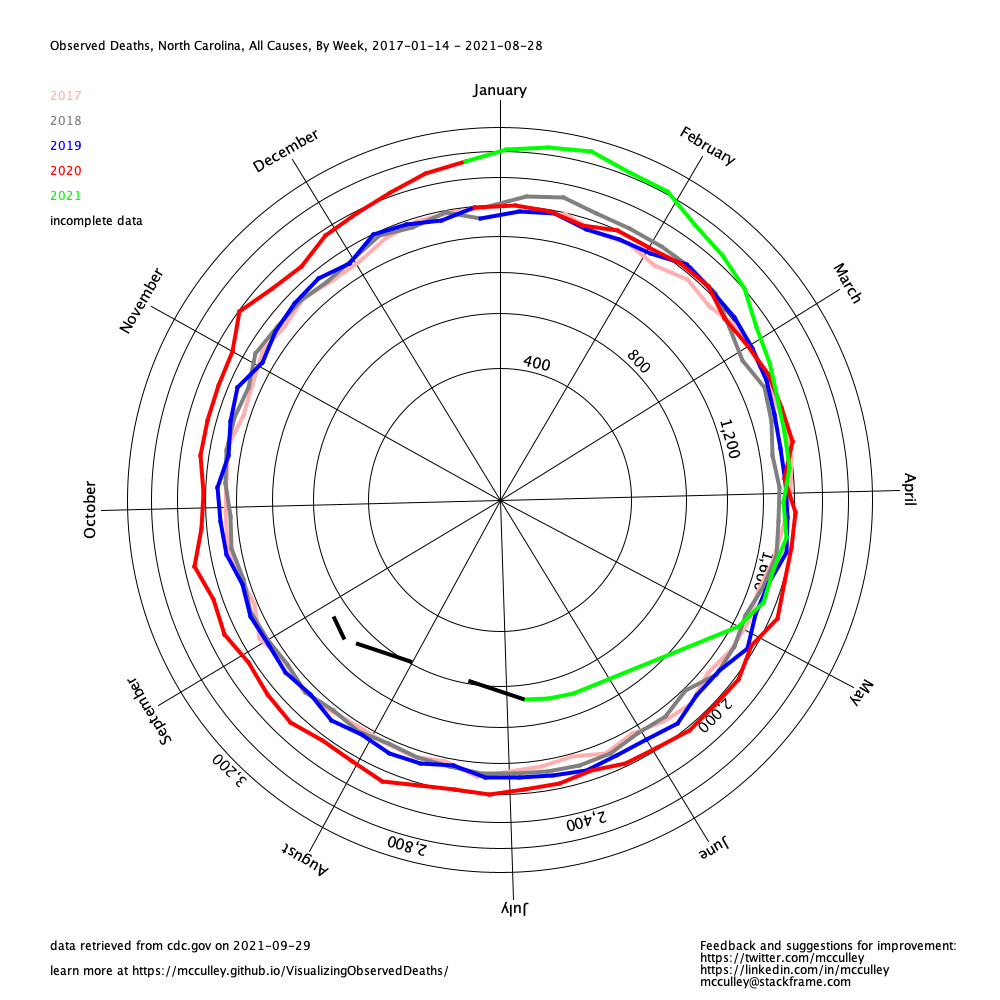 Observed Deaths, North Carolina, All Causes, By Week, 2017-01-14 - 2021-08-28
2017
2018
2019
2020
2021
incomplete data
January
February
March
April
May
June
July
August
September
October
November
December
400
800
1,200
1,600
2,000
2,400
2,800
3,200
data retrieved from cdc.gov on 2021-09-29
learn more at https://mcculley.github.io/VisualizingObservedDeaths/
Feedback and suggestions for improvement:
https://twitter.com/mcculley
https://linkedin.com/in/mcculley
mcculley@stackframe.com